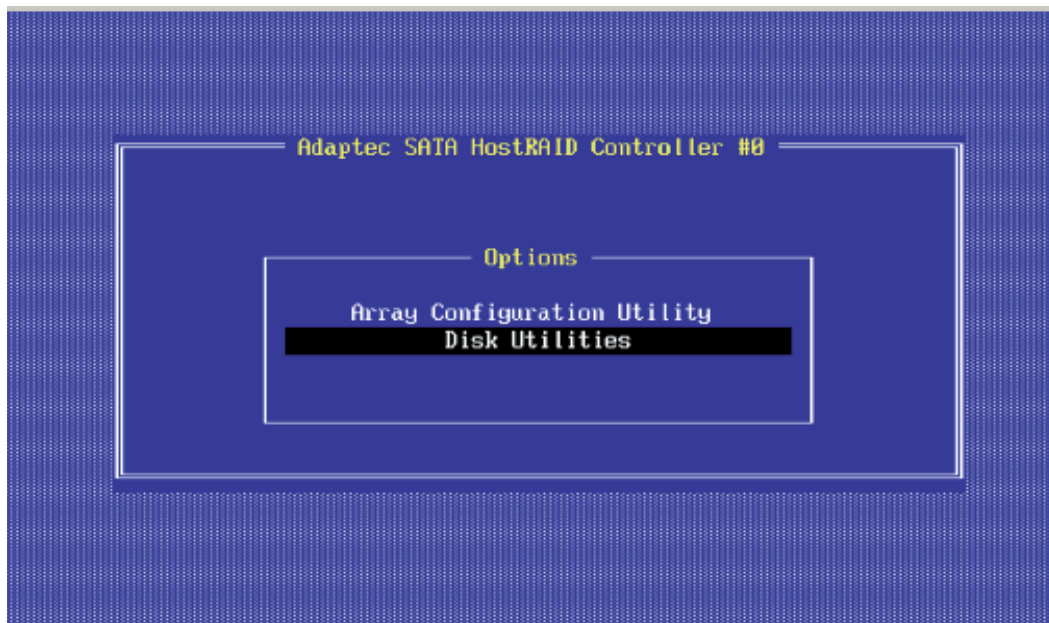 Adaptec SATA HostRAID Controller #0
Options
Array Configuration Utility
Disk Utilities